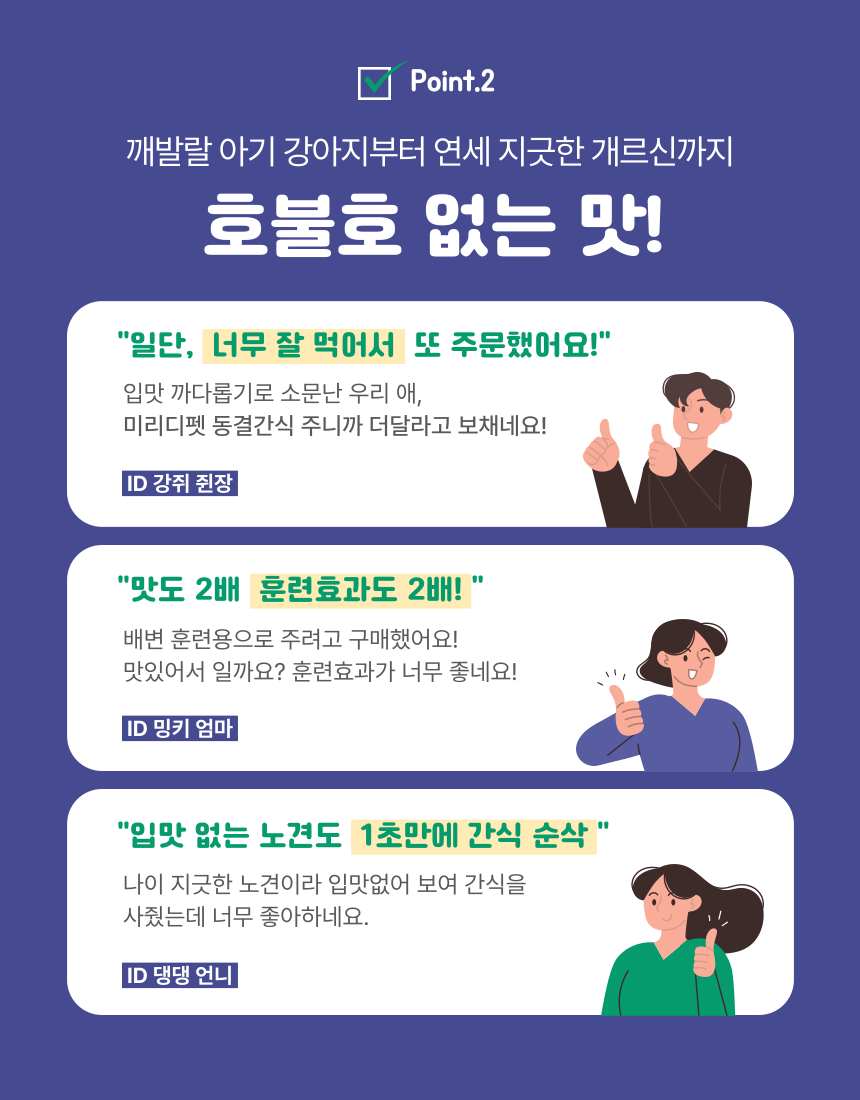 Point.2
깨발랄 아기 강아지부터 연세 지긋한 개르신까지
호불호 없는 맛!
"일단, 너무 잘 먹어서 또 주문했어요!"
입맛 까다롭기로 소문난 우리 애,
미리디펫 동결간식 주니까 더달라고 보채네요!
ID 강쥐 쥔장
"맛도 2배 훈련효과도 2배!"
배변 훈련용으로 주려고 구매했어요!
맛있어서 일까요? 훈련효과가 너무 좋네요!
ID 밍키 엄마
"입맛 없는 노견도 1초만에 간식 순삭"
나이 지긋한 노견이라 입맛없어 보여 간식을
사줬는데 너무 좋아하네요.
ID 댕댕 언니